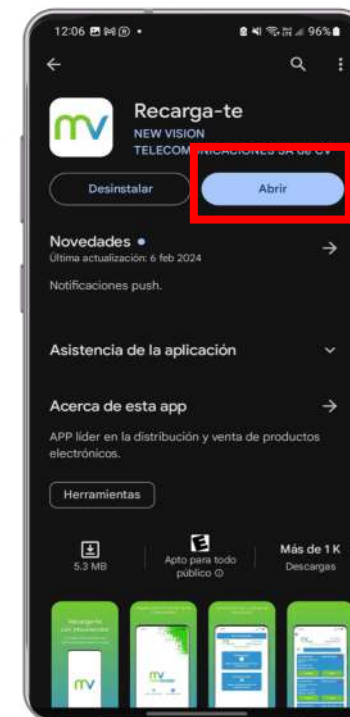 12:06
96%
mv
Recarga-te
NEW VISION
TELECOMUNICACIONES SA de CV
Desinstalar
Abrir
Novedades
Última actualización: 6 feb 2024
Notificaciones push.
Asistencia de la aplicación
Acerca de esta app
APP líder en la distribución y venta de productos
electrónicos.
Herramientas
E
5.3 MB
Apto para todo
público
Más de 1 K
Descargas
mv
mv